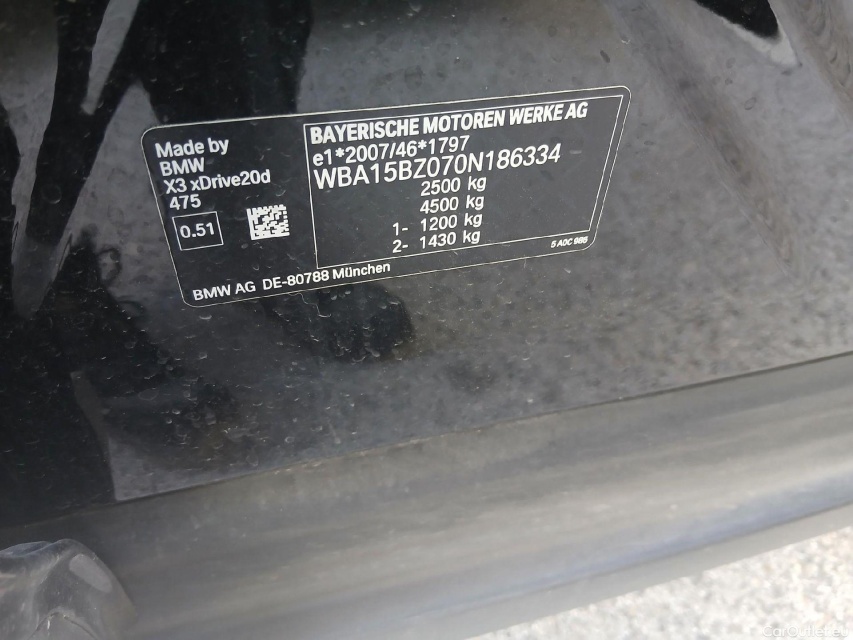 Made by
BMW
X3 xDrive20d
475
0.51
BAYERISCHE MOTOREN WERKE AG
e1*2007/46*1797
WBA15BZ070N186334
2500 kg
4500 kg
1- 1200 kg
2- 1430 kg
5 A0C 986
BMW AG DE-80788 München